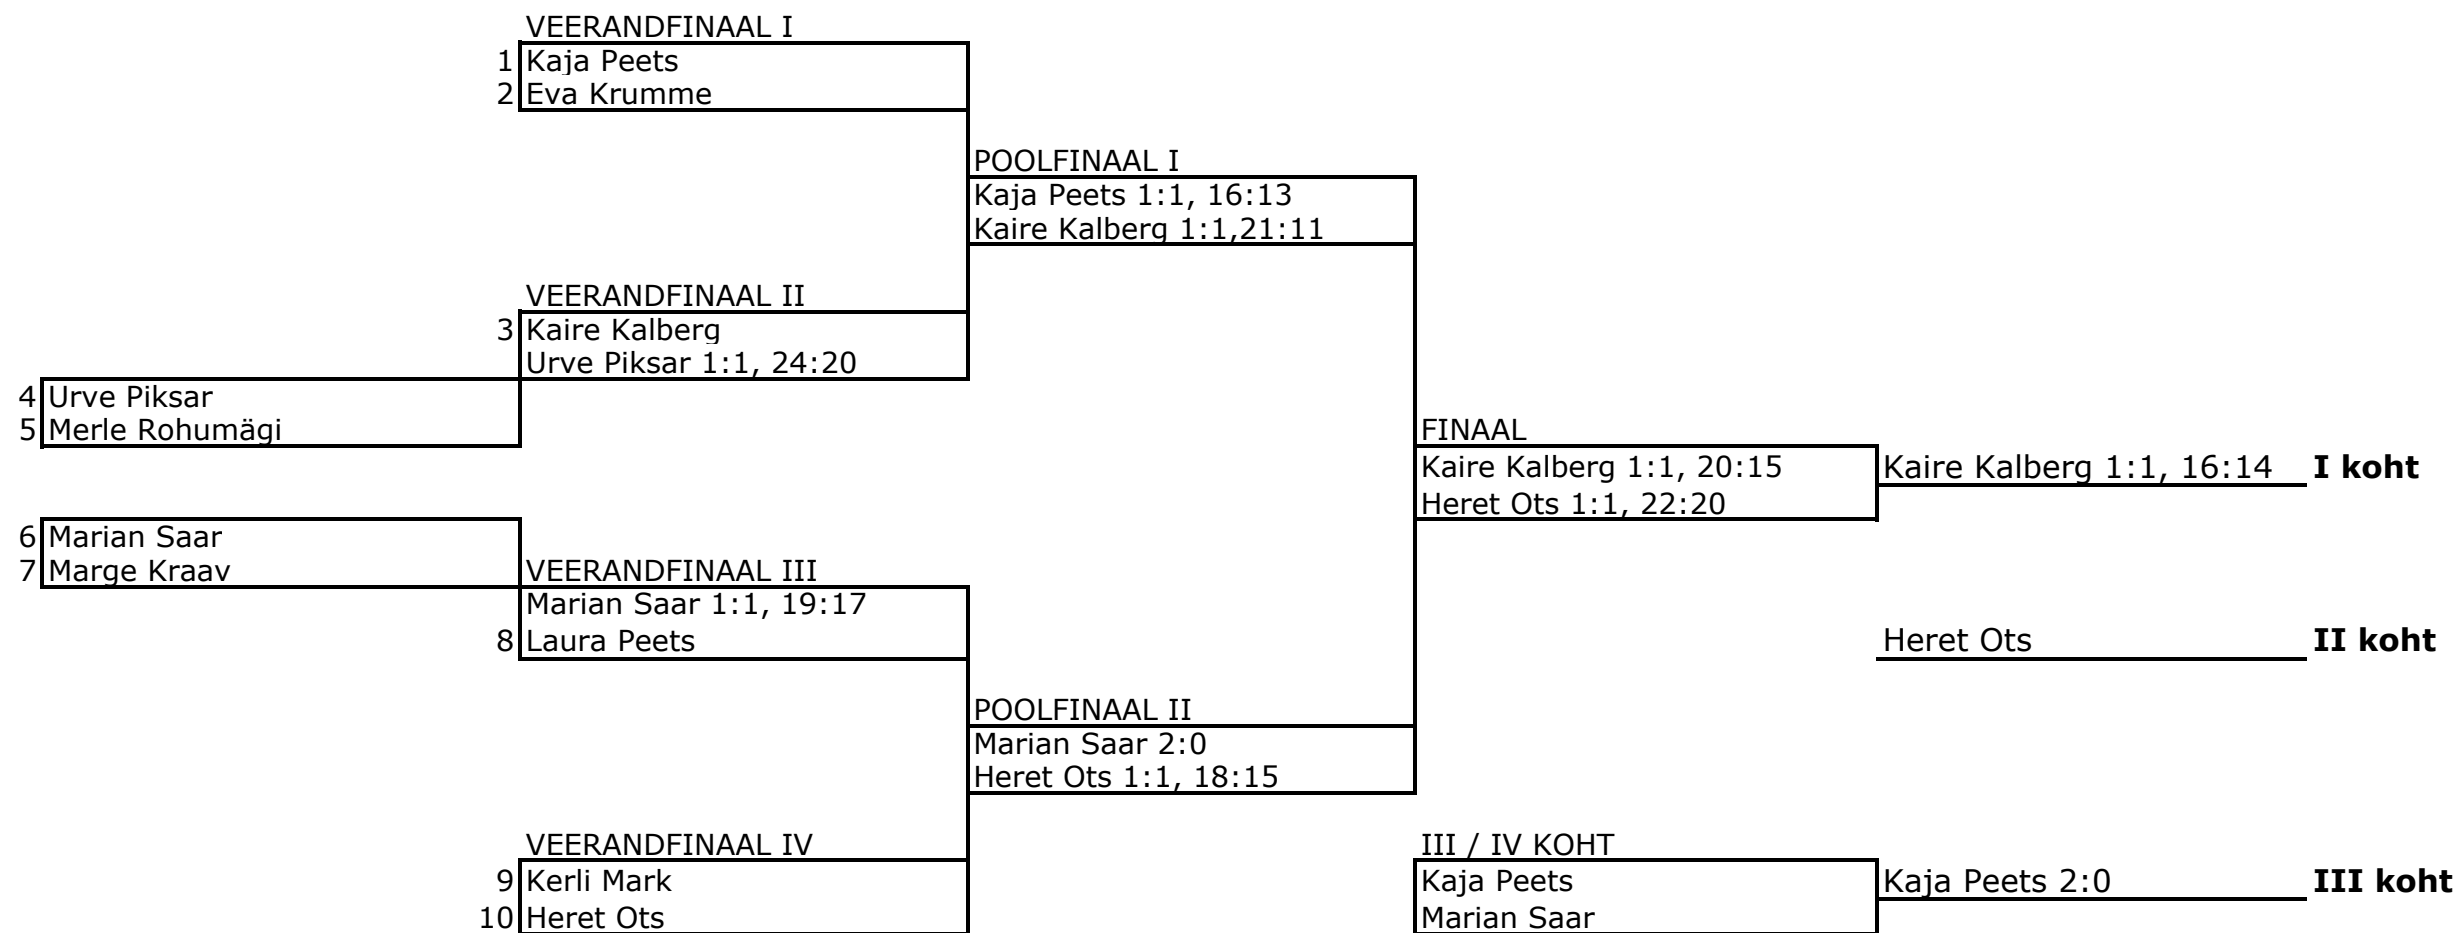 VEERANDFINAAL I
1 Kaja Peets
2 Eva Krumme
POOLFINAAL I
Kaja Peets 1:1, 16:13
Kaire Kalberg 1:1,21:11
VEERANDFINAAL II
3 Kaire Kalberg
Urve Piksar 1:1, 24:20
4 Urve Piksar
5 Merle Rohumägi
FINAAL
Kaire Kalberg 1:1, 20:15
Heret Ots 1:1, 22:20
Kaire Kalberg 1:1, 16:14 I koht
6 Marian Saar
7 Marge Kraav
VEERANDFINAAL III
Marian Saar 1:1, 19:17
8 Laura Peets
Heret Ots II koht
POOLFINAAL II
Marian Saar 2:0
Heret Ots 1:1, 18:15
VEERANDFINAAL IV
9 Kerli Mark
10 Heret Ots
III / IV KOHT
Kaja Peets
Marian Saar
Kaja Peets 2:0 III koht